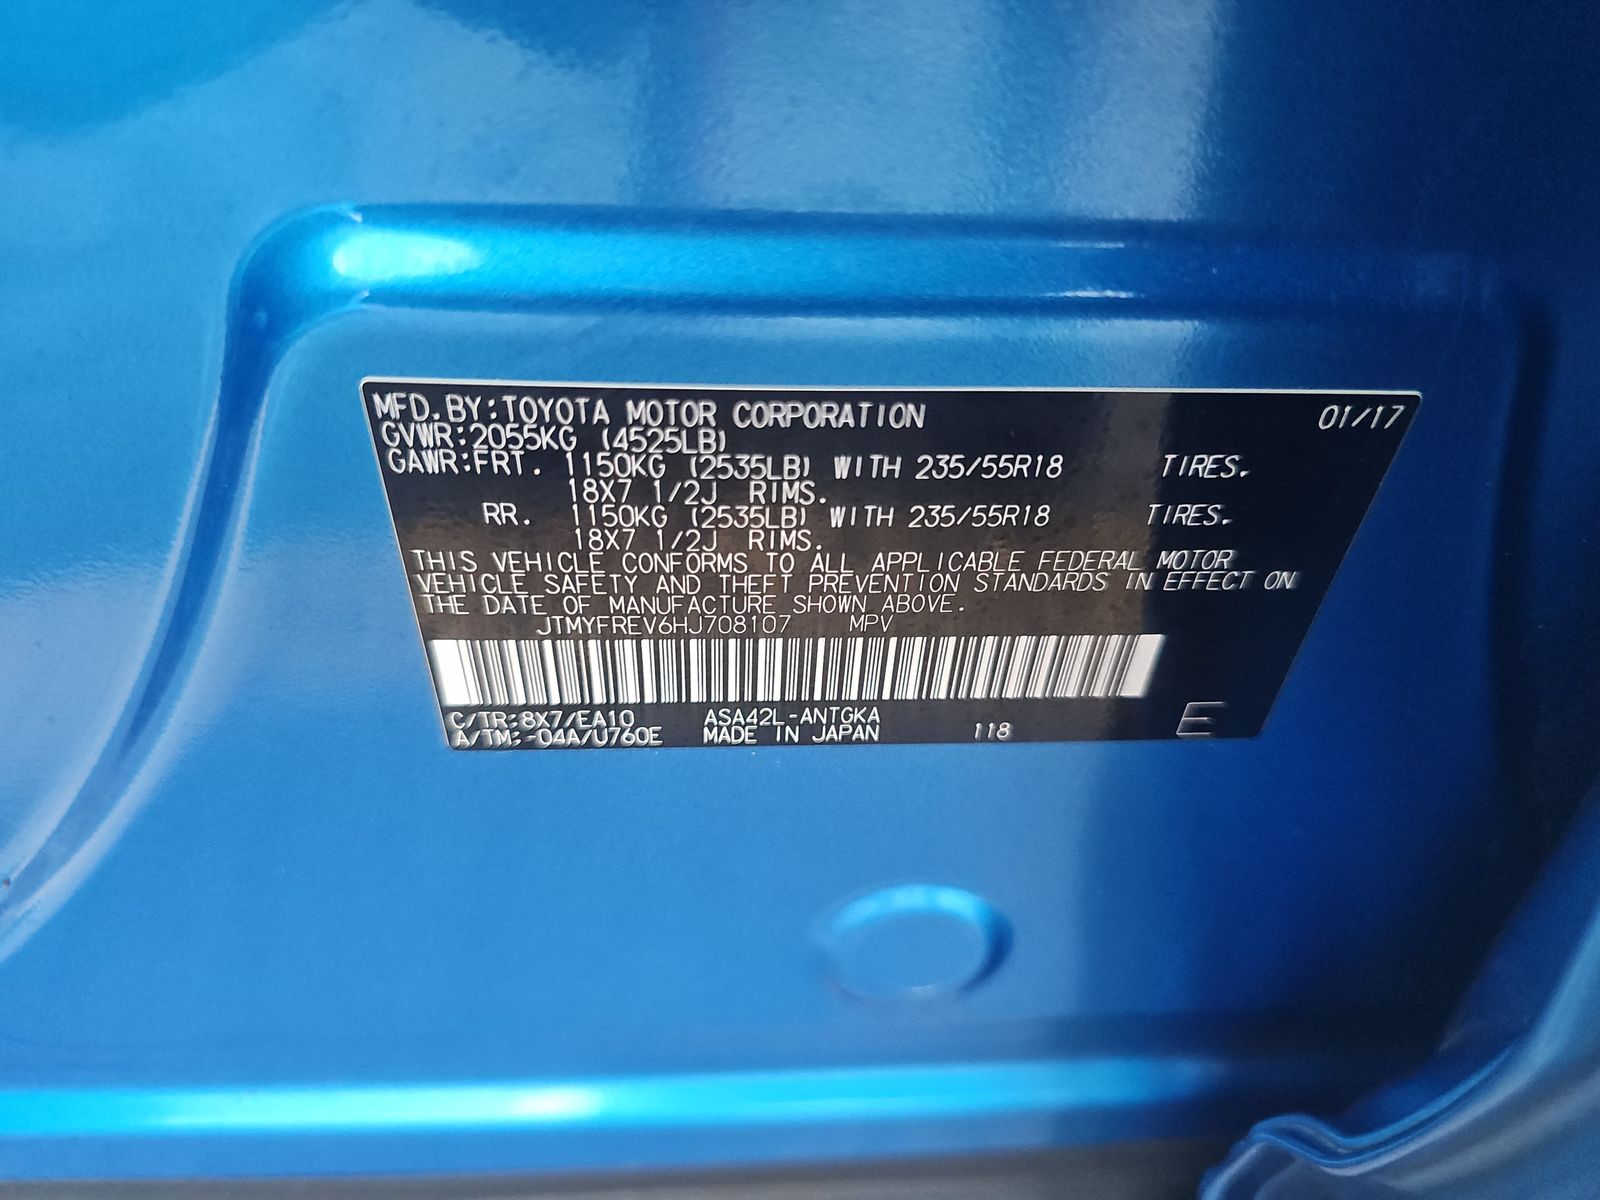 MFD.BY:TOYOTA MOTOR CORPORATION 01/17
GVWR:2055KG (4525LB)
GAWR:FRT. 1150KG (2535LB) WITH 235/55R18 TIRES.
18X7 1/2J RIMS.
RR. 1150KG (2535LB) WITH 235/55R18 TIRES.
18X7 1/2J RIMS.
THIS VEHICLE CONFORMS TO ALL APPLICABLE FEDERAL MOTOR
VEHICLE SAFETY AND THEFT PREVENTION STANDARDS IN EFFECT ON
THE DATE OF MANUFACTURE SHOWN ABOVE.
JTMYFREV6HJ708107 MPV
C/TR:8X7/EA10 ASA42L-ANTGKA
A/TM:-04A/U760E MADE IN JAPAN 118 E